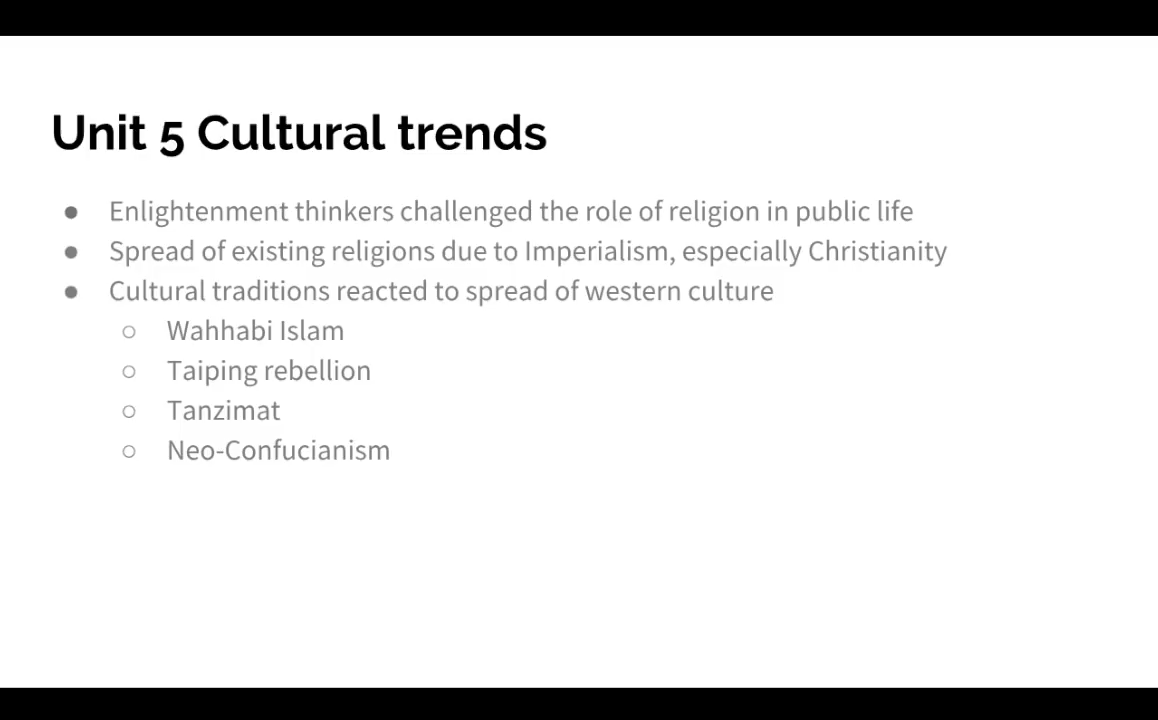 Unit 5 Cultural trends
● Enlightenment thinkers challenged the role of religion in public life
● Spread of existing religions due to Imperialism, especially Christianity
● Cultural traditions reacted to spread of western culture
○ Wahhabi Islam
○ Taiping rebellion
○ Tanzimat
○ Neo-Confucianism